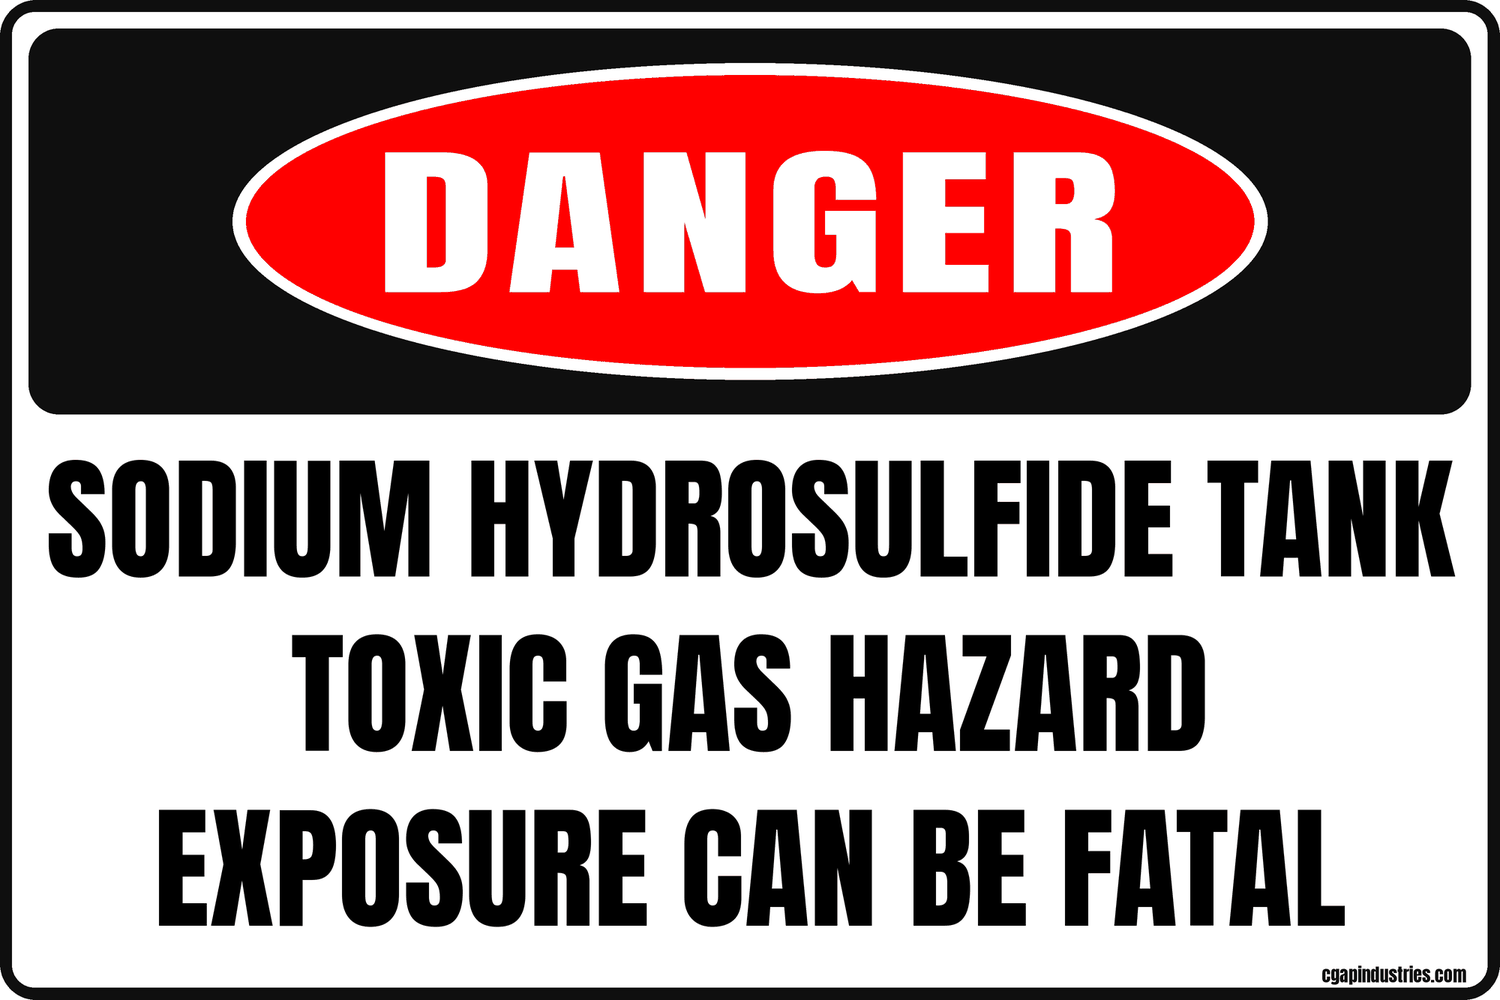 DANGER
SODIUM HYDROSULFIDE TANK
TOXIC GAS HAZARD
EXPOSURE CAN BE FATAL
cgapindustries.com